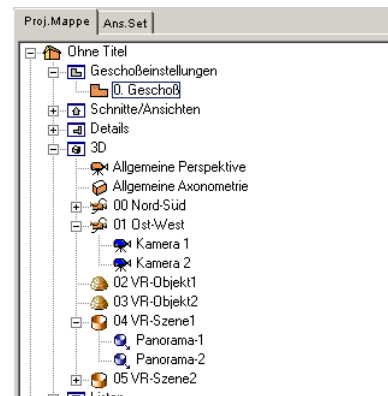 Proj.Mappe Ans.Set
Ohne Titel
Geschoßeinstellungen
0. Geschoß
Schnitte/Ansichten
Details
3D
Allgemeine Perspektive
Allgemeine Axonometrie
00 Nord-Süd
01 Ost-West
Kamera 1
Kamera 2
02 VR-Objekt1
03 VR-Objekt2
04 VR-Szene1
Panorama-1
Panorama-2
05 VR-Szene2